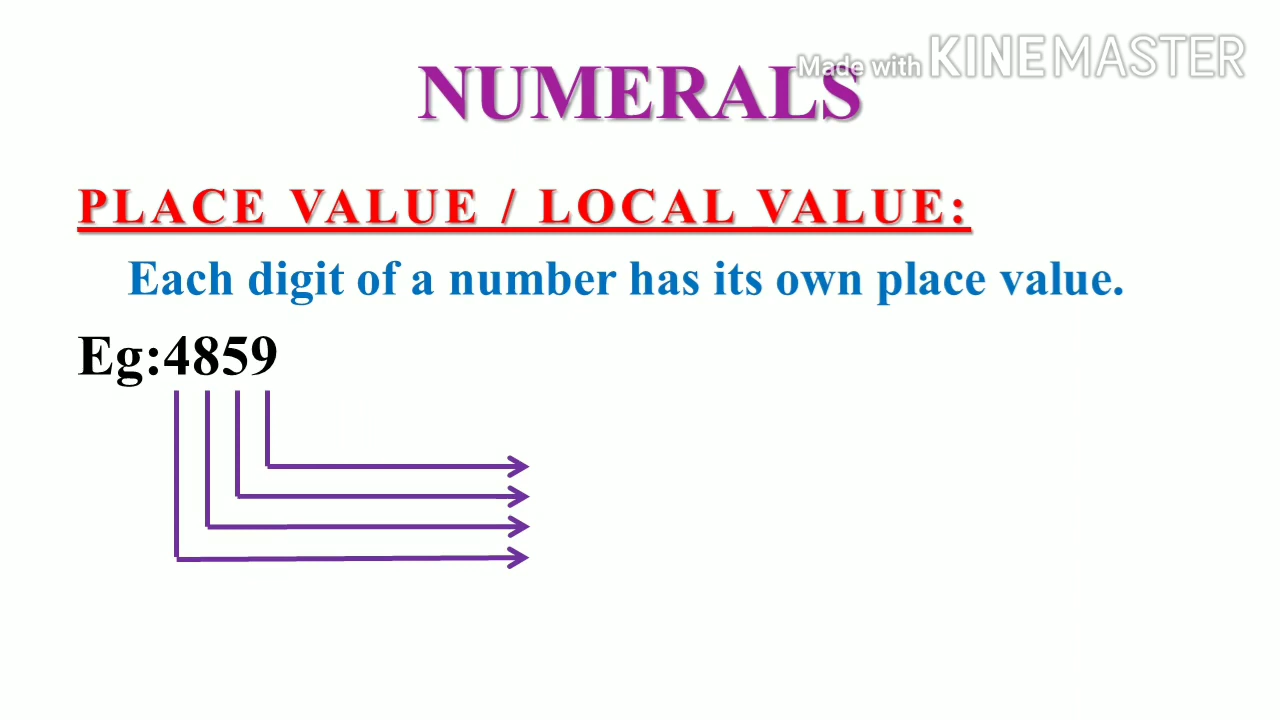 Made with KINEMASTER
NUMERALS
PLACE VALUE / LOCAL VALUE:
Each digit of a number has its own place value.
Eg:4859